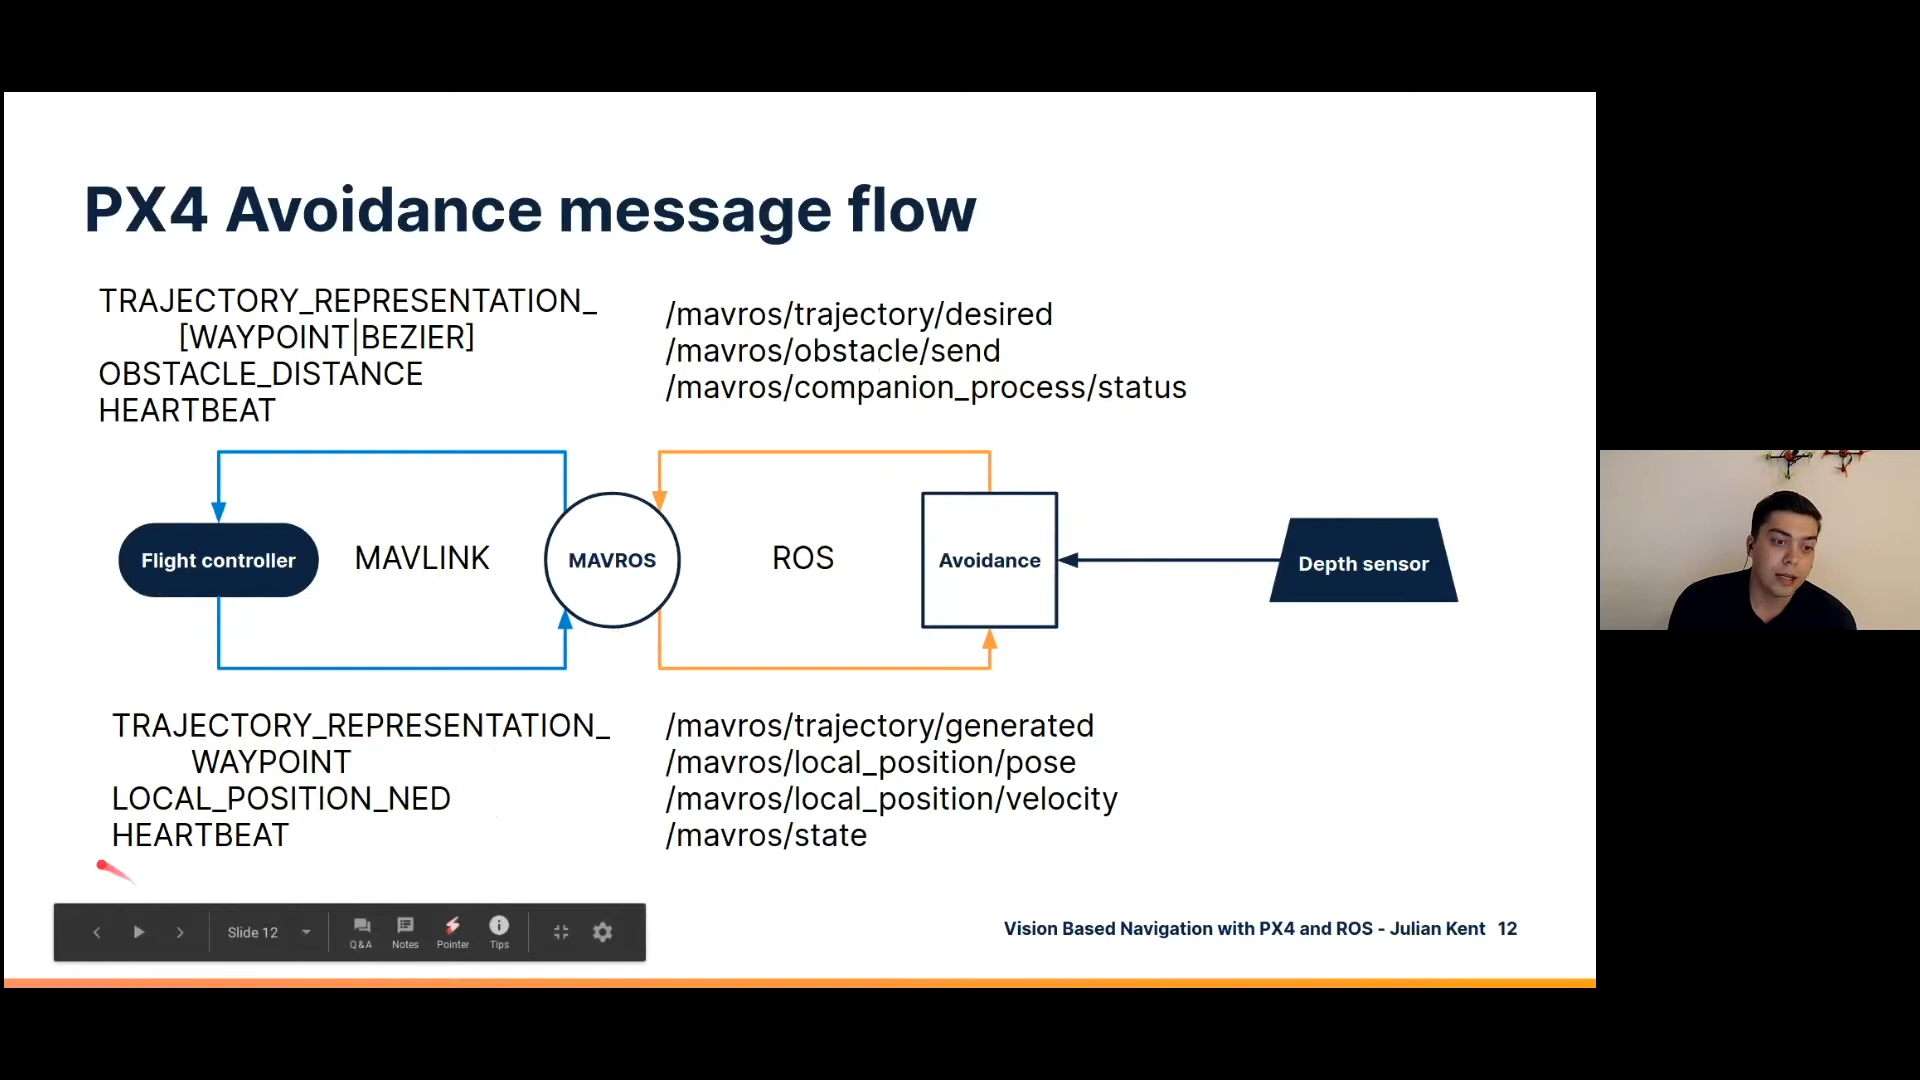 PX4 Avoidance message flow
TRAJECTORY_REPRESENTATION_
[WAYPOINT|BEZIER]
OBSTACLE_DISTANCE
HEARTBEAT
/mavros/trajectory/desired
/mavros/obstacle/send
/mavros/companion_process/status
Flight controller
MAVLINK
MAVROS
ROS
Avoidance
Depth sensor
TRAJECTORY_REPRESENTATION_
WAYPOINT
LOCAL_POSITION_NED
HEARTBEAT
/mavros/trajectory/generated
/mavros/local_position/pose
/mavros/local_position/velocity
/mavros/state
Slide 12
Q&A
Notes
Pointer
Tips
Vision Based Navigation with PX4 and ROS - Julian Kent 12